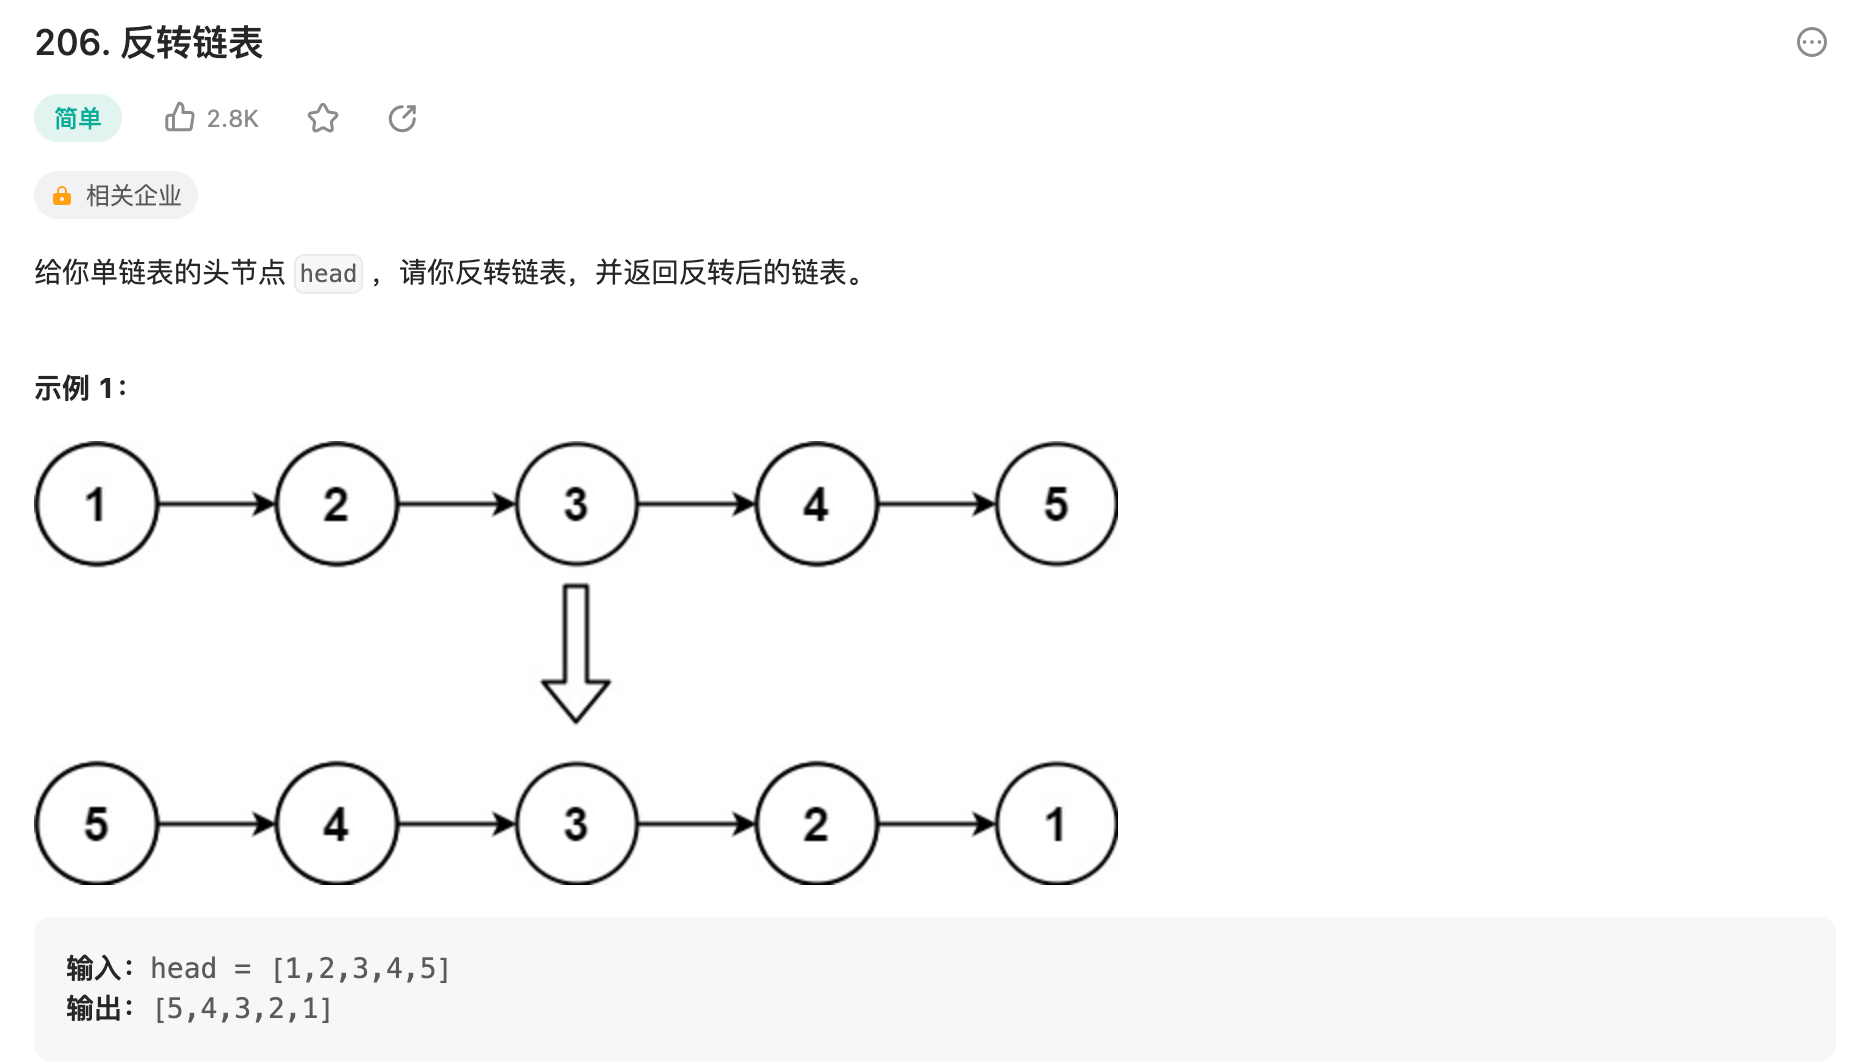 206. 反转链表
简单 2.8K
相关企业
给你单链表的头节点 head ，请你反转链表，并返回反转后的链表。
示例 1：
1 2 3 4 5
5 4 3 2 1
输入：head = [1,2,3,4,5]
输出：[5,4,3,2,1]